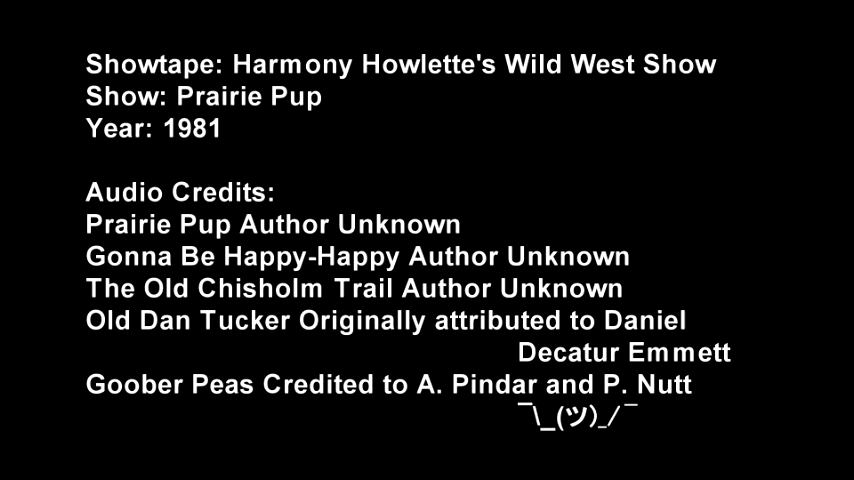 Showtape: Harmony Howlette's Wild West Show
Show: Prairie Pup
Year: 1981
Audio Credits:
Prairie Pup Author Unknown
Gonna Be Happy-Happy Author Unknown
The Old Chisholm Trail Author Unknown
Old Dan Tucker Originally attributed to Daniel
Decatur Emmett
Goober Peas Credited to A. Pindar and P. Nutt
¯\_(ツ)_/¯